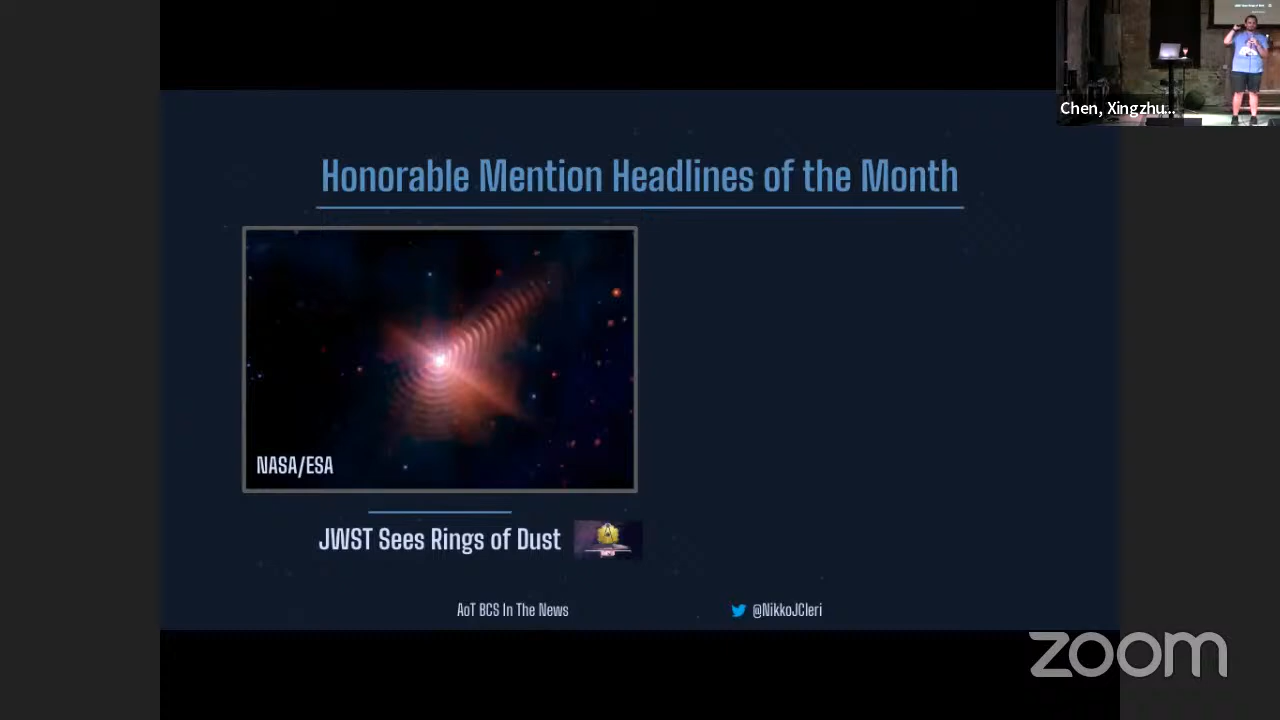 Chen, Xingzhu...
Honorable Mention Headlines of the Month
NASA/ESA
JWST Sees Rings of Dust
AoT BCS In The News
@NikkoJCleri
zoom